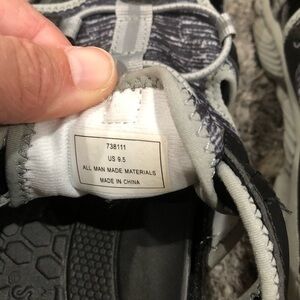 738111
US 9.5
ALL MAN MADE MATERIALS
MADE IN CHINA